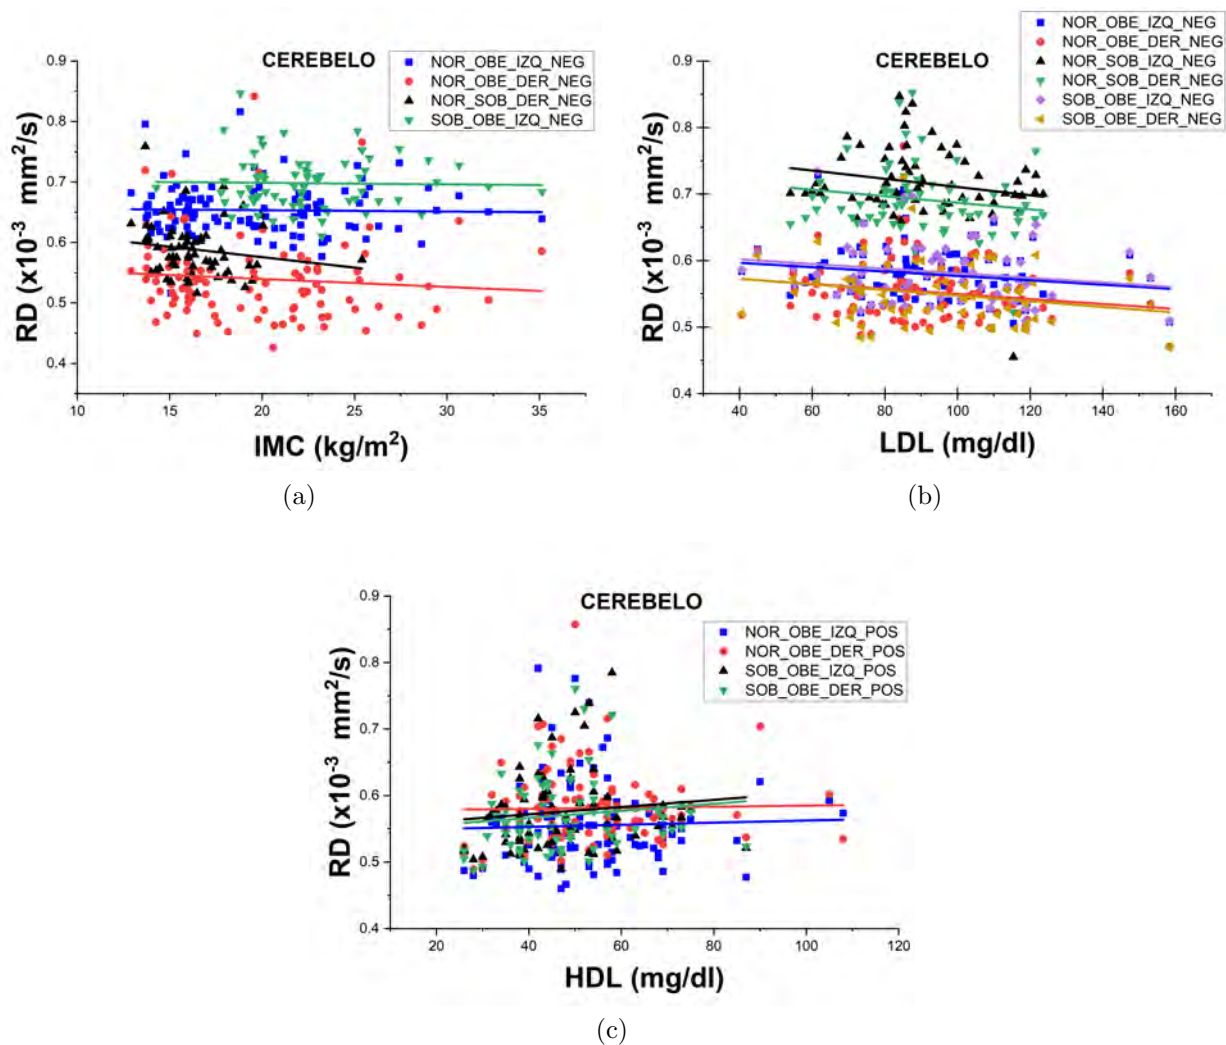 CEREBELO
NOR_OBE_IZQ_NEG
NOR_OBE_DER_NEG
NOR_SOB_DER_NEG
SOB_OBE_IZQ_NEG
0.9
0.8
0.7
0.6
0.5
0.4
RD (x10⁻³ mm²/s)
10 15 20 25 30 35
IMC (kg/m²)
(a)
CEREBELO
NOR_OBE_IZQ_NEG
NOR_OBE_DER_NEG
NOR_SOB_IZQ_NEG
NOR_SOB_DER_NEG
SOB_OBE_IZQ_NEG
SOB_OBE_DER_NEG
0.9
0.8
0.7
0.6
0.5
0.4
RD (x10⁻³ mm²/s)
40 60 80 100 120 140 160
LDL (mg/dl)
(b)
CEREBELO
NOR_OBE_IZQ_POS
NOR_OBE_DER_POS
SOB_OBE_IZQ_POS
SOB_OBE_DER_POS
0.9
0.8
0.7
0.6
0.5
0.4
RD (x10⁻³ mm²/s)
20 40 60 80 100 120
HDL (mg/dl)
(c)